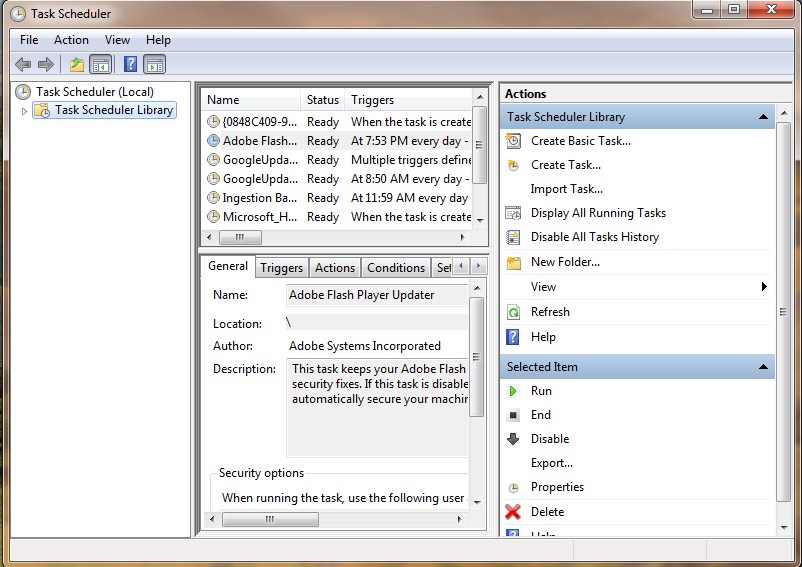 Task Scheduler
File Action View Help
Task Scheduler (Local)
Task Scheduler Library
Name Status Triggers
{0848C409-9... Ready When the task is create
Adobe Flash... Ready At 7:53 PM every day -
GoogleUpda... Ready Multiple triggers define
GoogleUpda... Ready At 8:50 AM every day -
Ingestion Ba... Ready At 11:59 AM every day
Microsoft_H... Ready When the task is create
General Triggers Actions Conditions Set
Name: Adobe Flash Player Updater
Location: \
Author: Adobe Systems Incorporated
Description: This task keeps your Adobe Flash
security fixes. If this task is disable
automatically secure your machin
Security options
When running the task, use the following user
Actions
Task Scheduler Library
Create Basic Task...
Create Task...
Import Task...
Display All Running Tasks
Disable All Tasks History
New Folder...
View
Refresh
Help
Selected Item
Run
End
Disable
Export...
Properties
Delete
Help